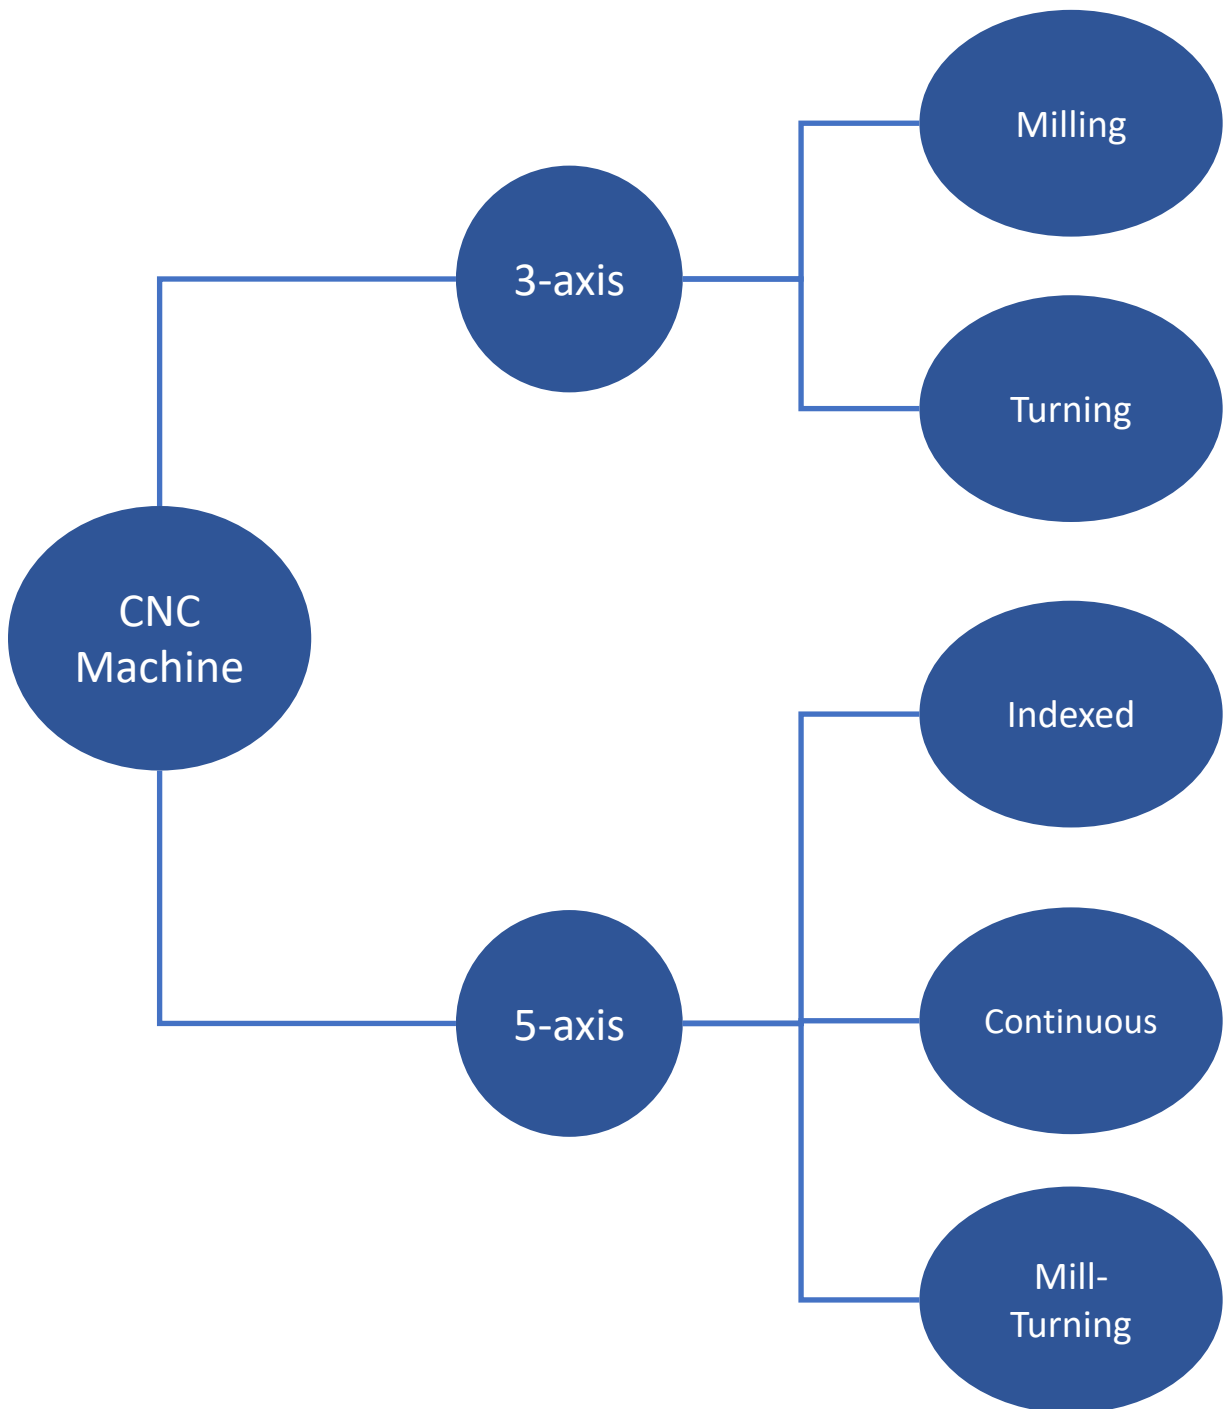 Milling
3-axis
Turning
CNC
Machine
Indexed
5-axis
Continuous
Mill-
Turning